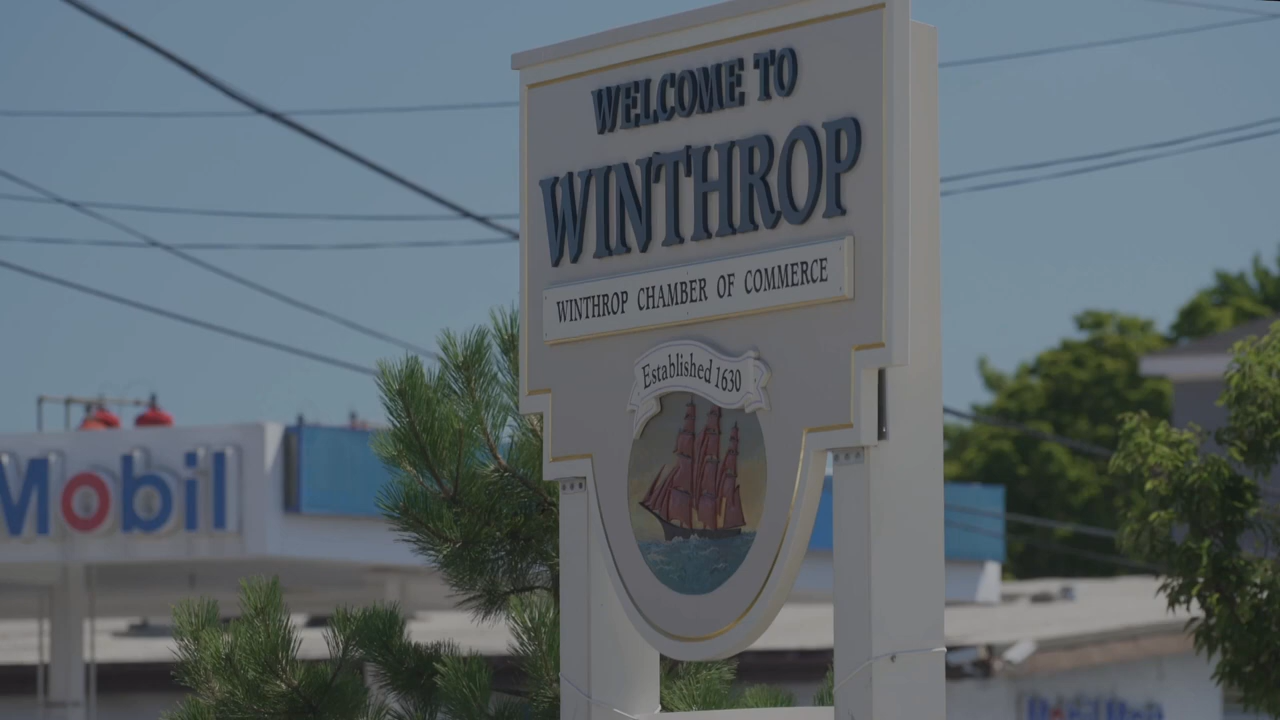 WELCOME TO
WINTHROP
WINTHROP CHAMBER OF COMMERCE
Established 1630
Mobil